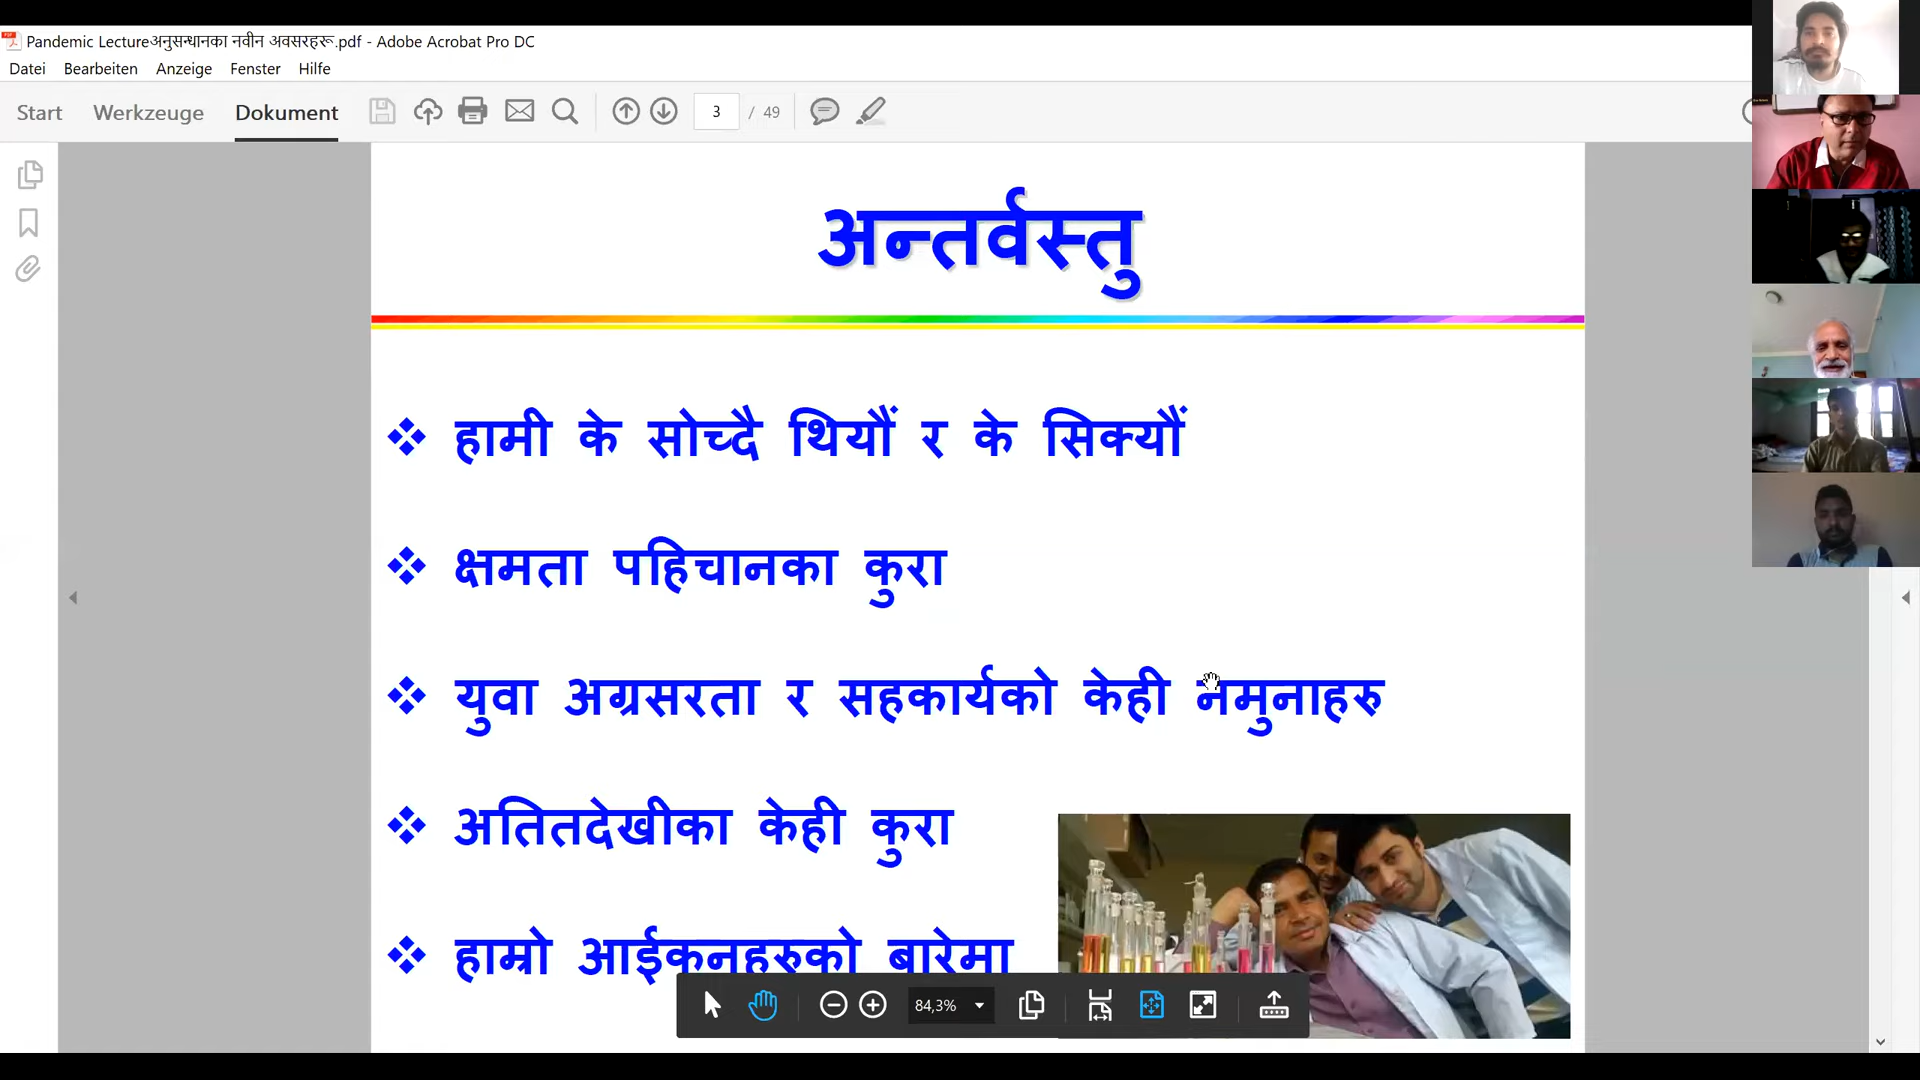 Pandemic Lectureअनुसन्धानका नवीन अवसरहरू.pdf - Adobe Acrobat Pro DC
Datei Bearbeiten Anzeige Fenster Hilfe
Start Werkzeuge Dokument 3 / 49
अन्तर्वस्तु
❖ हामी के सोच्दै थियौं र के सिक्यौं
❖ क्षमता पहिचानका कुरा
❖ युवा अग्रसरता र सहकार्यको केही नमुनाहरु
❖ अतितदेखीका केही कुरा
❖ हाम्रो आईकनहरुको बारेमा
84,3%